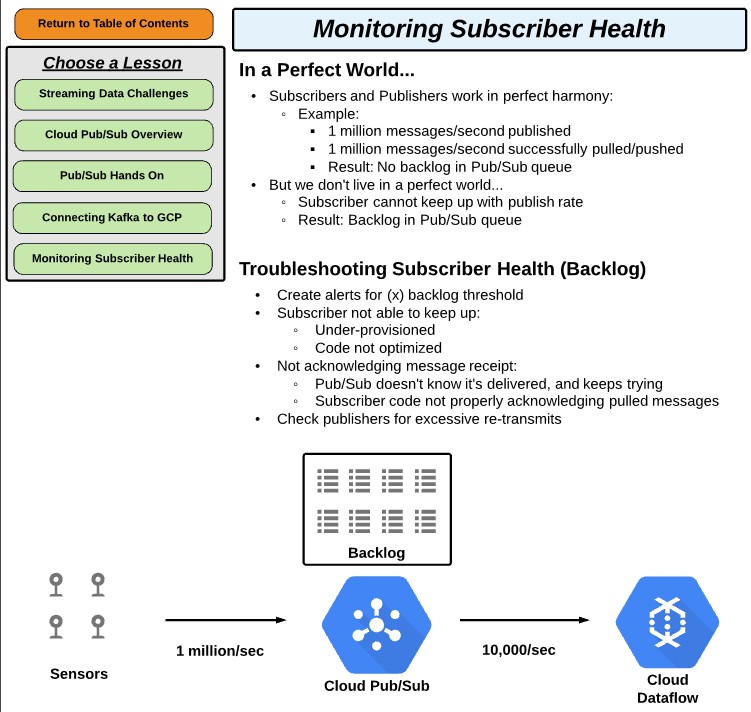 Return to Table of Contents
Choose a Lesson
Streaming Data Challenges
Cloud Pub/Sub Overview
Pub/Sub Hands On
Connecting Kafka to GCP
Monitoring Subscriber Health
Monitoring Subscriber Health
In a Perfect World...
• Subscribers and Publishers work in perfect harmony:
◦ Example:
▪ 1 million messages/second published
▪ 1 million messages/second successfully pulled/pushed
▪ Result: No backlog in Pub/Sub queue
• But we don't live in a perfect world...
◦ Subscriber cannot keep up with publish rate
◦ Result: Backlog in Pub/Sub queue
Troubleshooting Subscriber Health (Backlog)
• Create alerts for (x) backlog threshold
• Subscriber not able to keep up:
◦ Under-provisioned
◦ Code not optimized
• Not acknowledging message receipt:
◦ Pub/Sub doesn't know it's delivered, and keeps trying
◦ Subscriber code not properly acknowledging pulled messages
• Check publishers for excessive re-transmits
Backlog
Sensors
1 million/sec
Cloud Pub/Sub
10,000/sec
Cloud
Dataflow